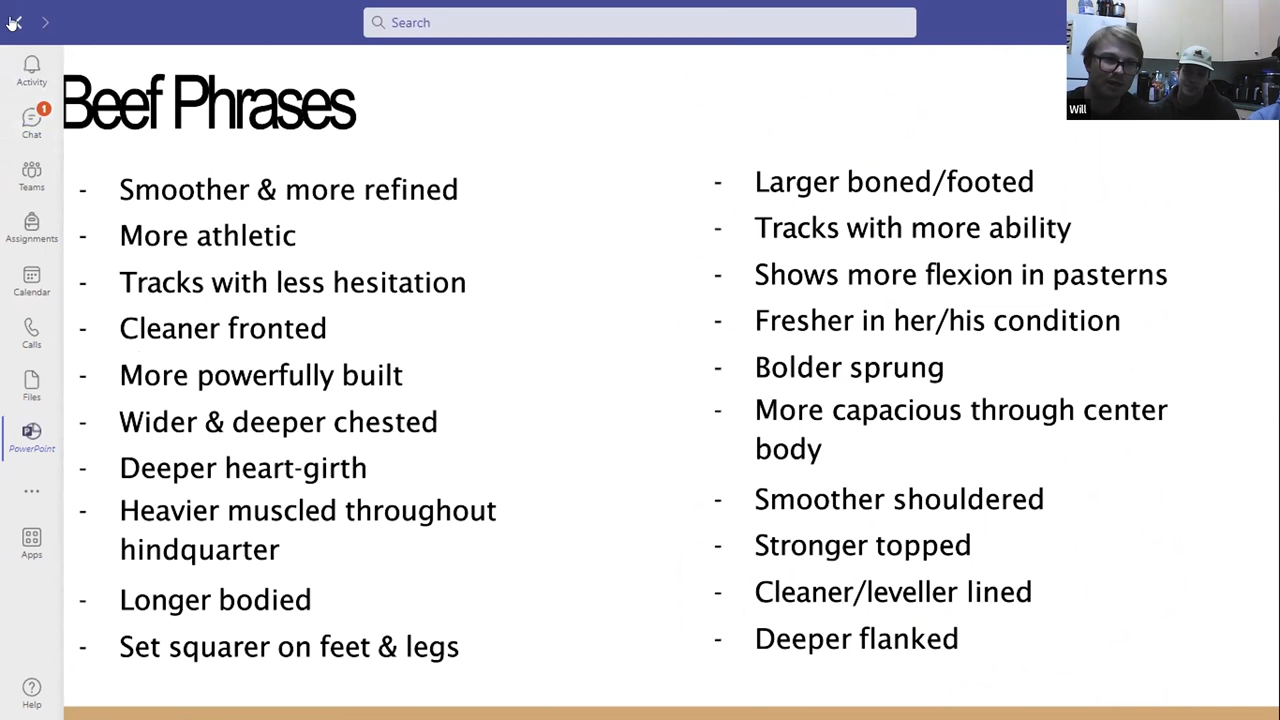 Search
Activity
1
Chat
Teams
Assignments
Calendar
Calls
Files
PowerPoint
Apps
Help
Will
Beef Phrases
- Smoother & more refined
- More athletic
- Tracks with less hesitation
- Cleaner fronted
- More powerfully built
- Wider & deeper chested
- Deeper heart-girth
- Heavier muscled throughout
hindquarter
- Longer bodied
- Set squarer on feet & legs
- Larger boned/footed
- Tracks with more ability
- Shows more flexion in pasterns
- Fresher in her/his condition
- Bolder sprung
- More capacious through center
body
- Smoother shouldered
- Stronger topped
- Cleaner/leveller lined
- Deeper flanked